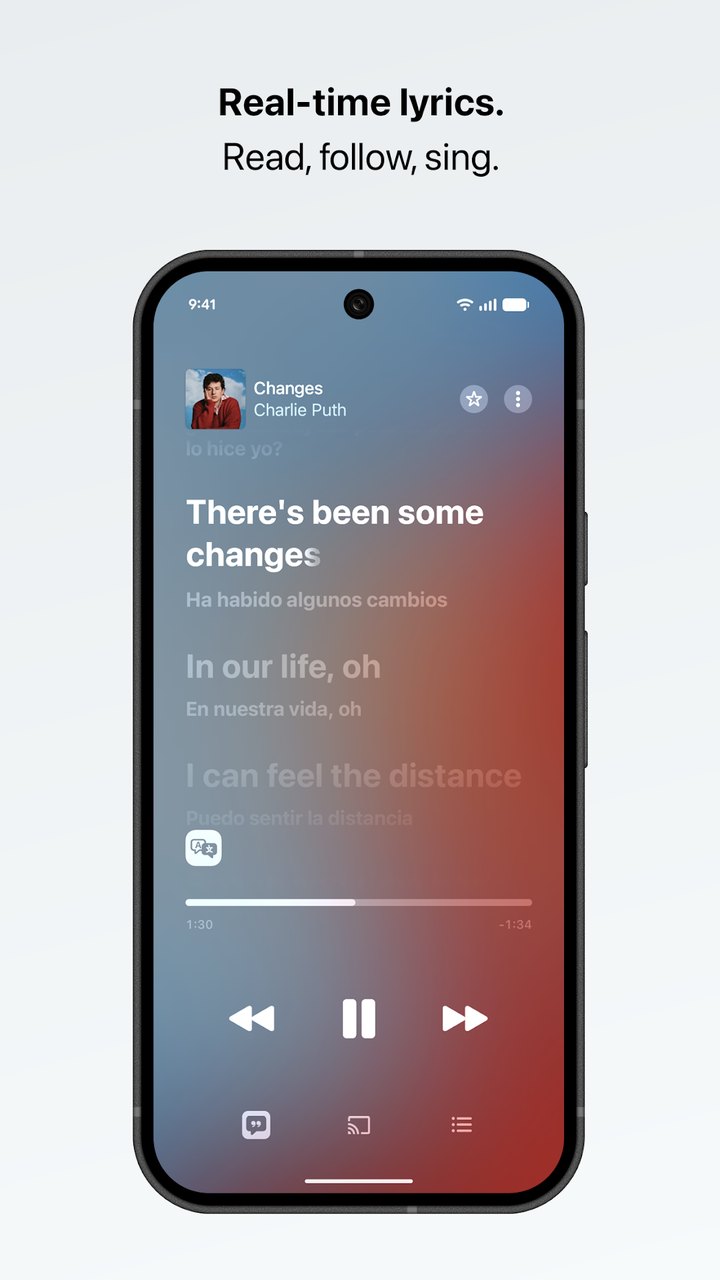 Real-time lyrics.
Read, follow, sing.
9:41
Changes
Charlie Puth
lo hice yo?
There's been some
changes
Ha habido algunos cambios
In our life, oh
En nuestra vida, oh
I can feel the distance
Puedo sentir la distancia
1:30
-1:34